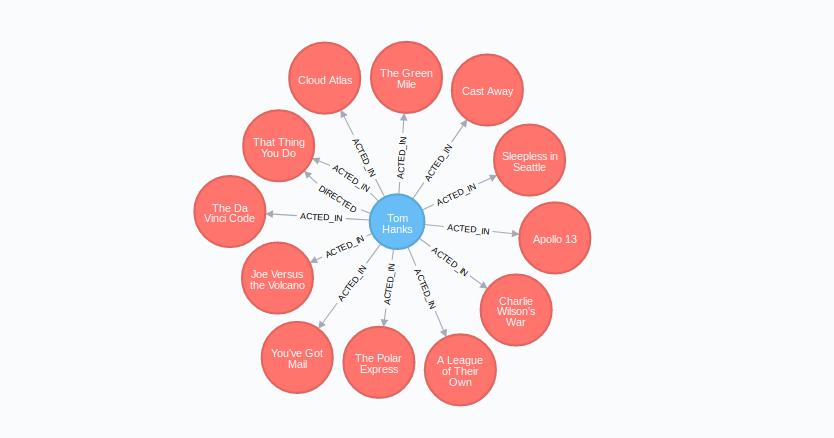 Cloud Atlas
The Green
Mile
Cast Away
That Thing
You Do
Sleepless in
Seattle
The Da
Vinci Code
Tom
Hanks
Apollo 13
Joe Versus
the Volcano
Charlie
Wilson's
War
You've Got
Mail
The Polar
Express
A League
of Their
Own
ACTED_IN
ACTED_IN
ACTED_IN
ACTED_IN
ACTED_IN
ACTED_IN
ACTED_IN
ACTED_IN
ACTED_IN
ACTED_IN
ACTED_IN
DIRECTED
ACTED_IN